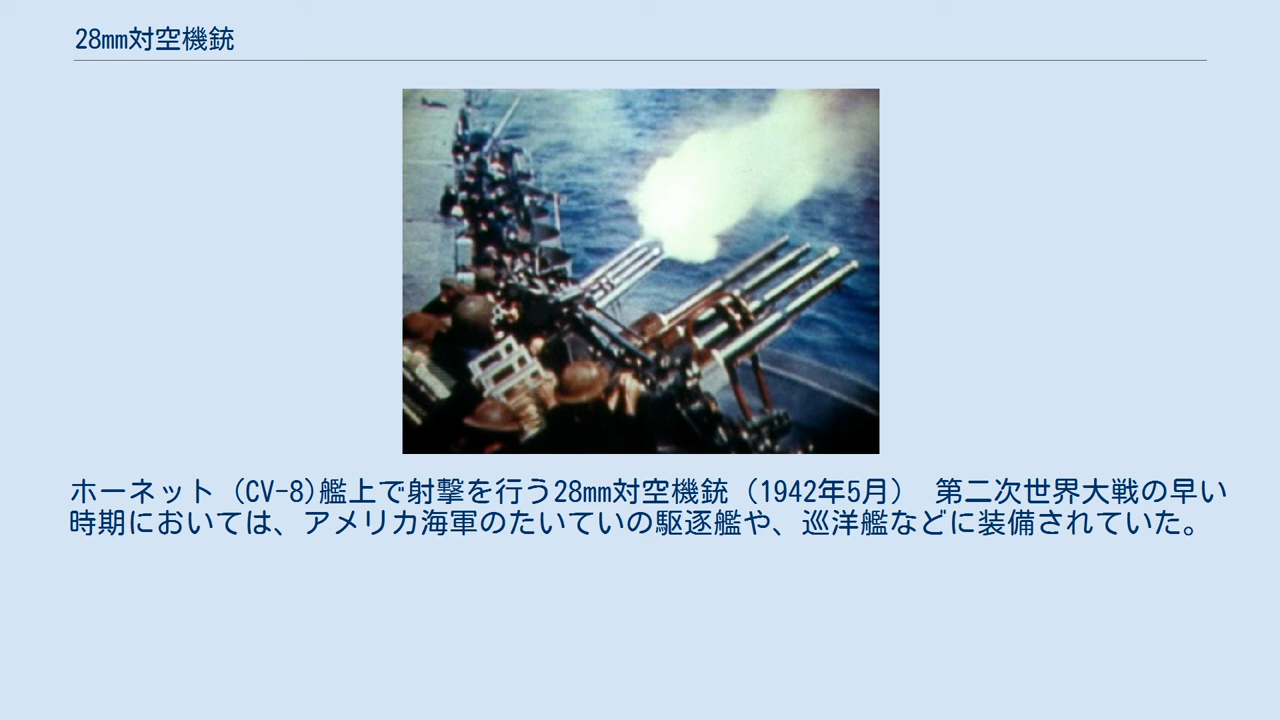 28mm対空機銃
ホーネット（CV-8)艦上で射撃を行う28mm対空機銃（1942年5月） 第二次世界大戦の早い
時期においては、アメリカ海軍のたいていの駆逐艦や、巡洋艦などに装備されていた。